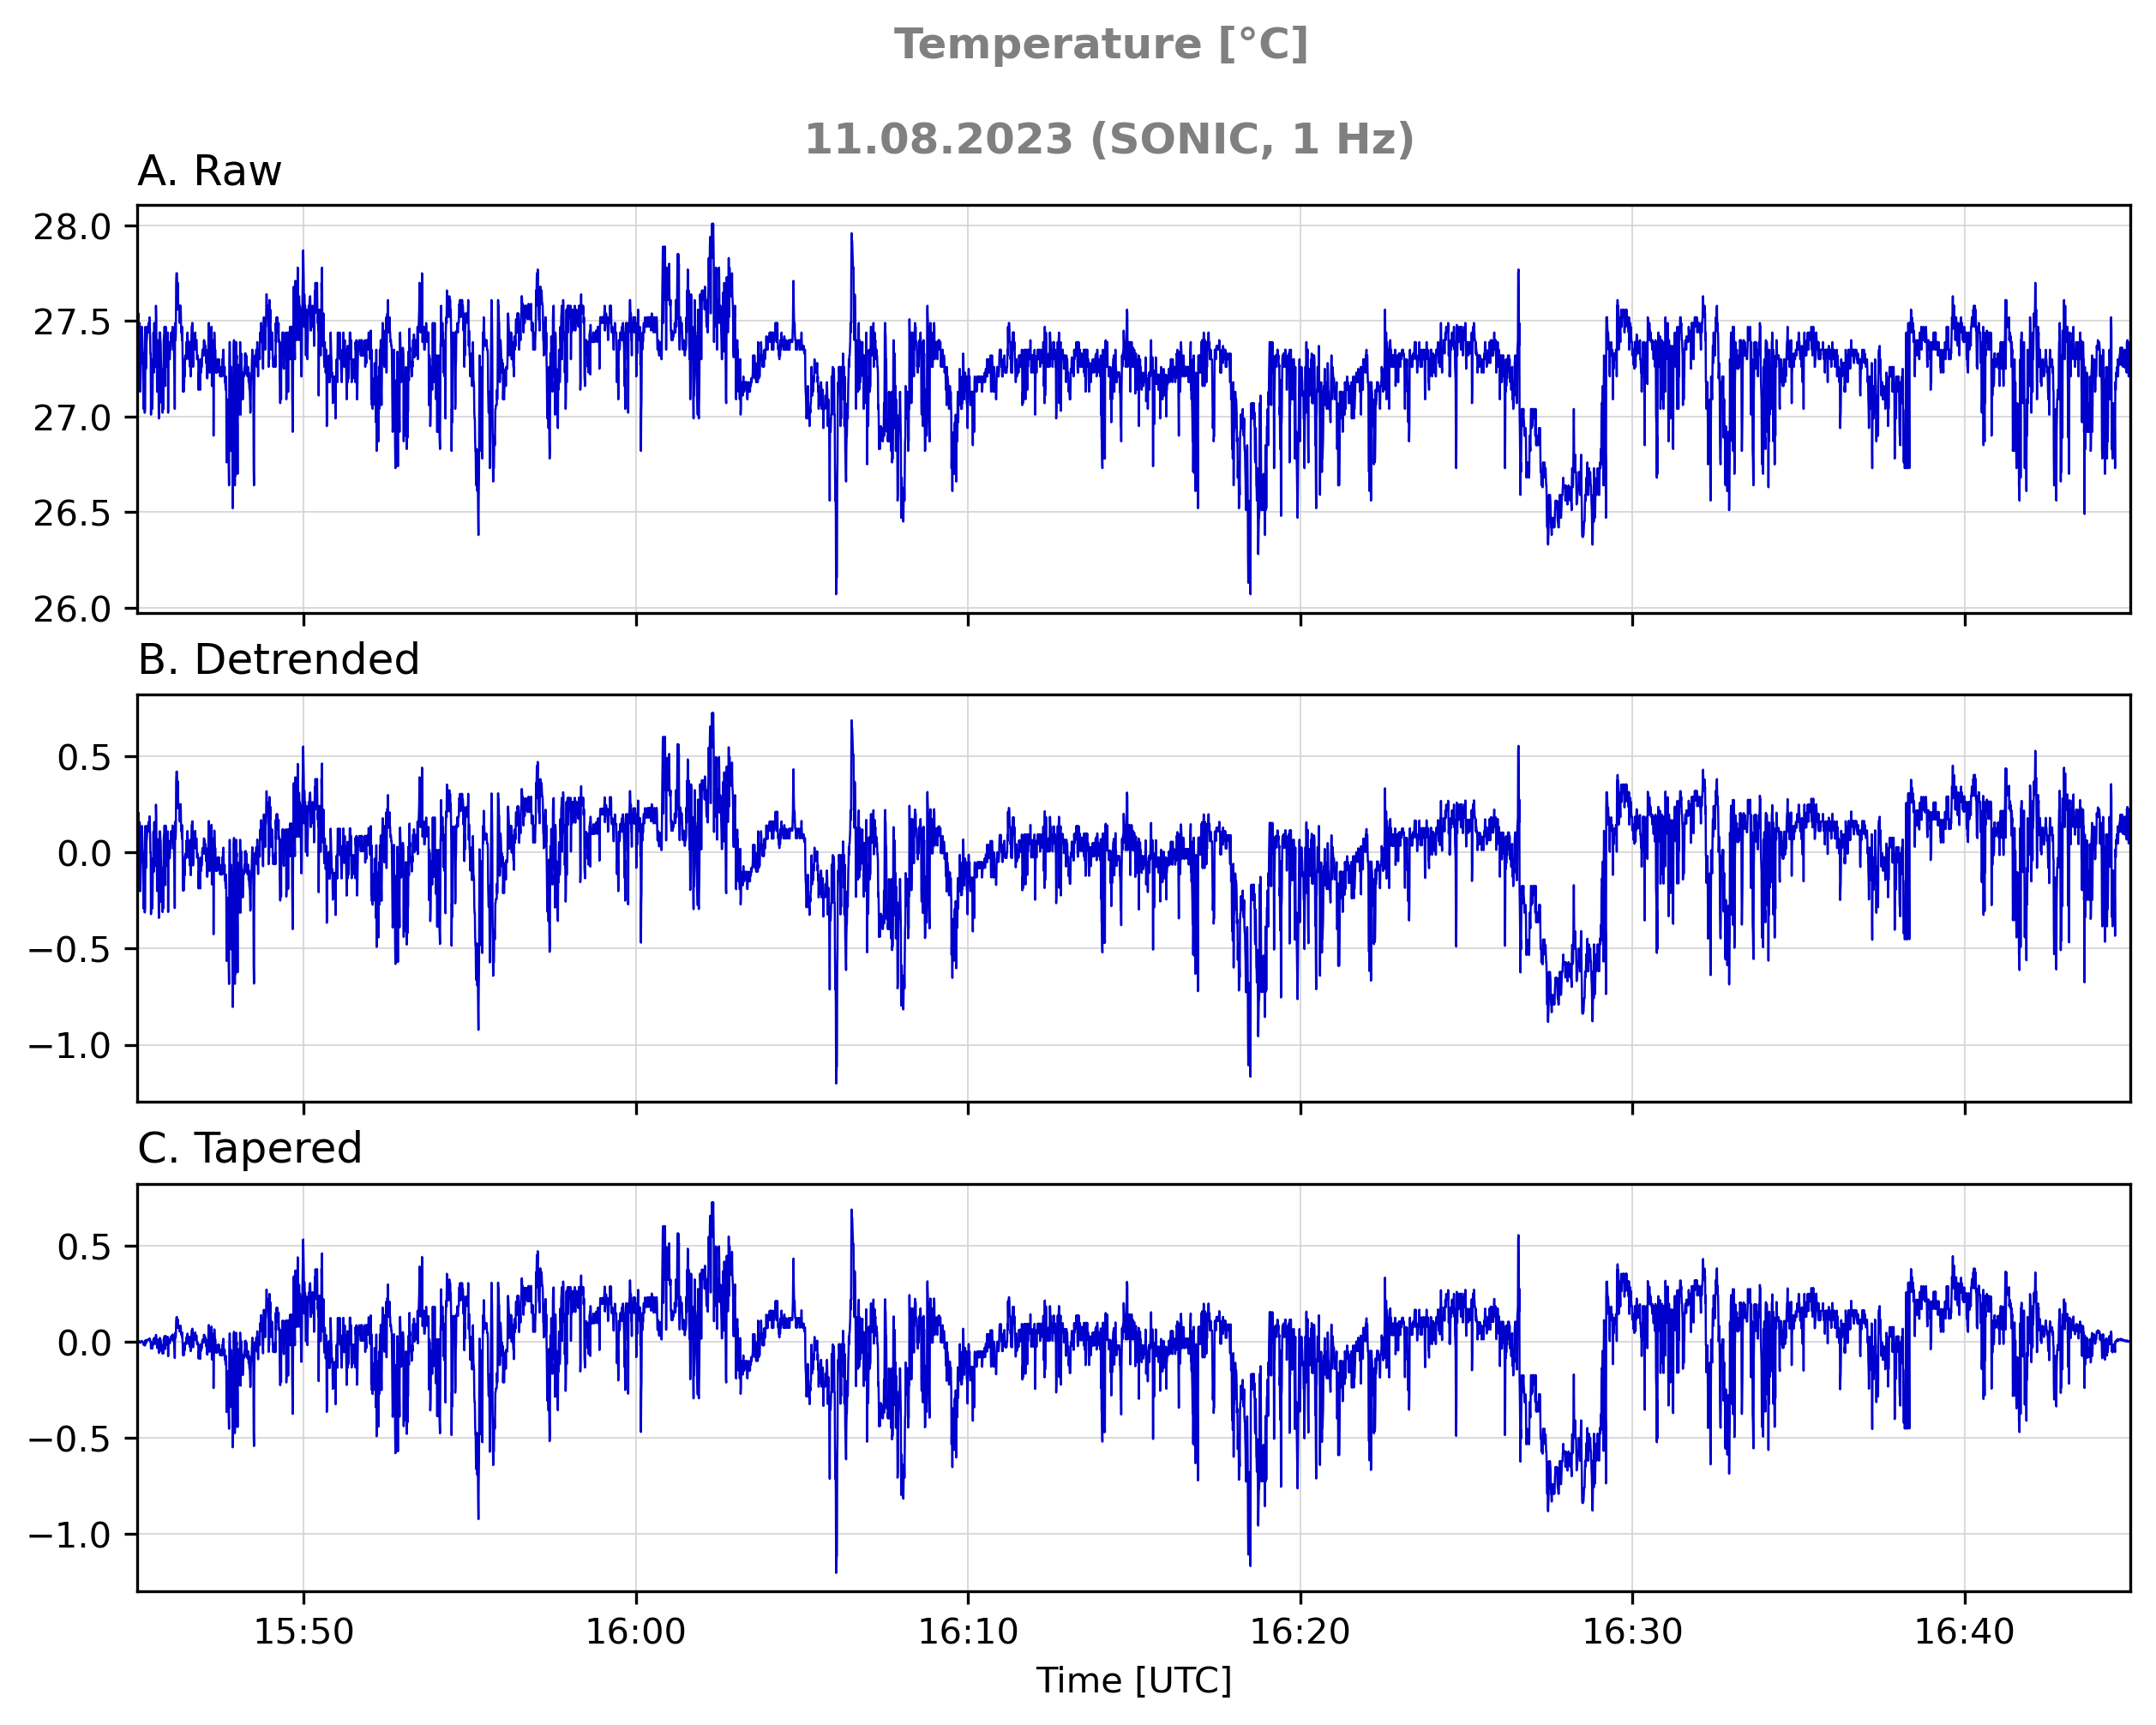 Temperature [°C]
11.08.2023 (SONIC, 1 Hz)
A. Raw
28.0
27.5
27.0
26.5
26.0
B. Detrended
0.5
0.0
−0.5
−1.0
C. Tapered
0.5
0.0
−0.5
−1.0
15:50 16:00 16:10 16:20 16:30 16:40
Time [UTC]